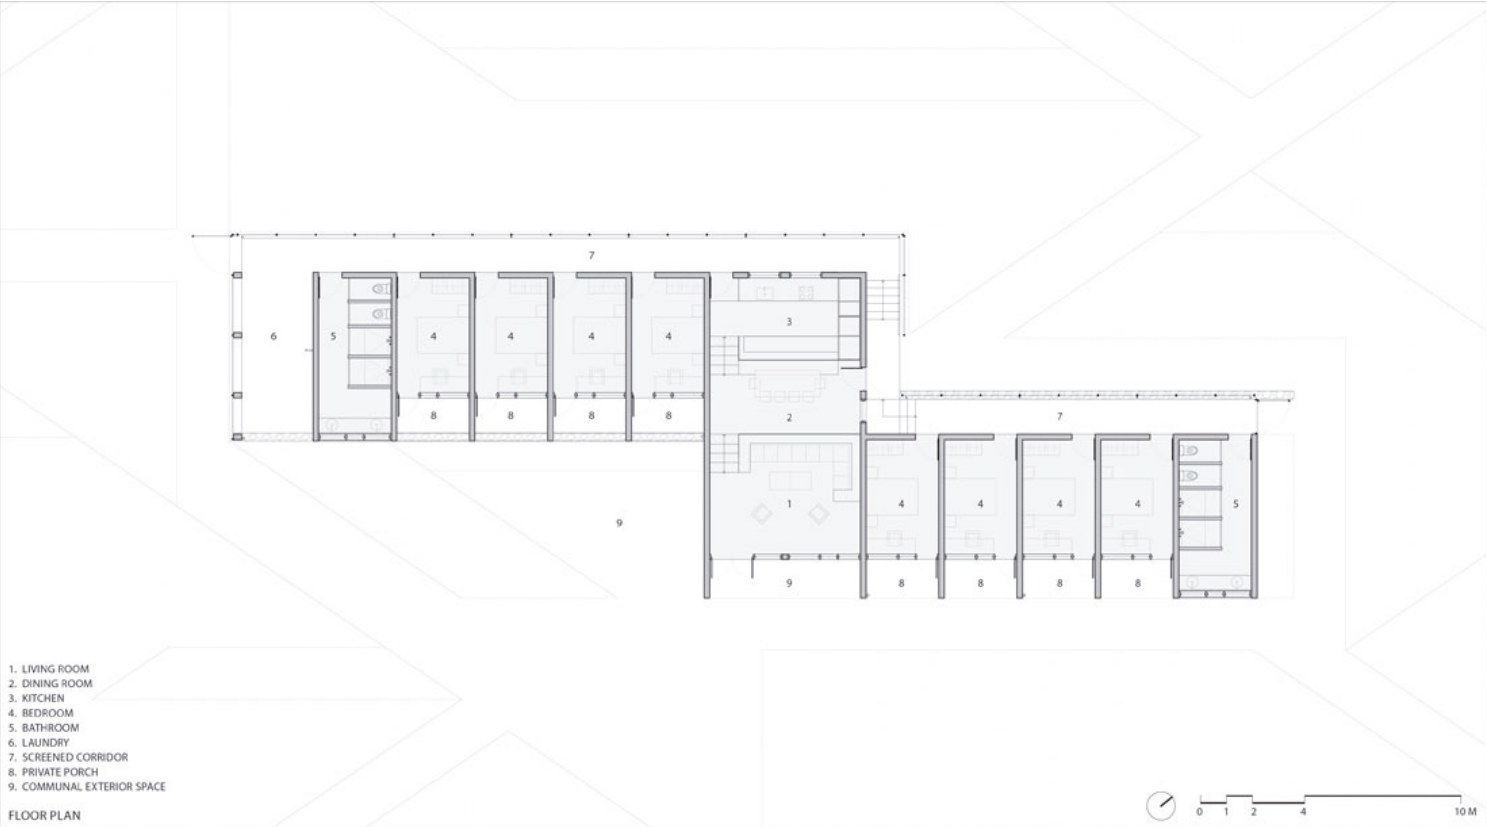 7
6
5
4
4
4
4
3
8
8
8
8
2
7
1
4
4
4
4
5
9
9
8
8
8
8
1. LIVING ROOM
2. DINING ROOM
3. KITCHEN
4. BEDROOM
5. BATHROOM
6. LAUNDRY
7. SCREENED CORRIDOR
8. PRIVATE PORCH
9. COMMUNAL EXTERIOR SPACE
FLOOR PLAN
0 1 2 4 10 M